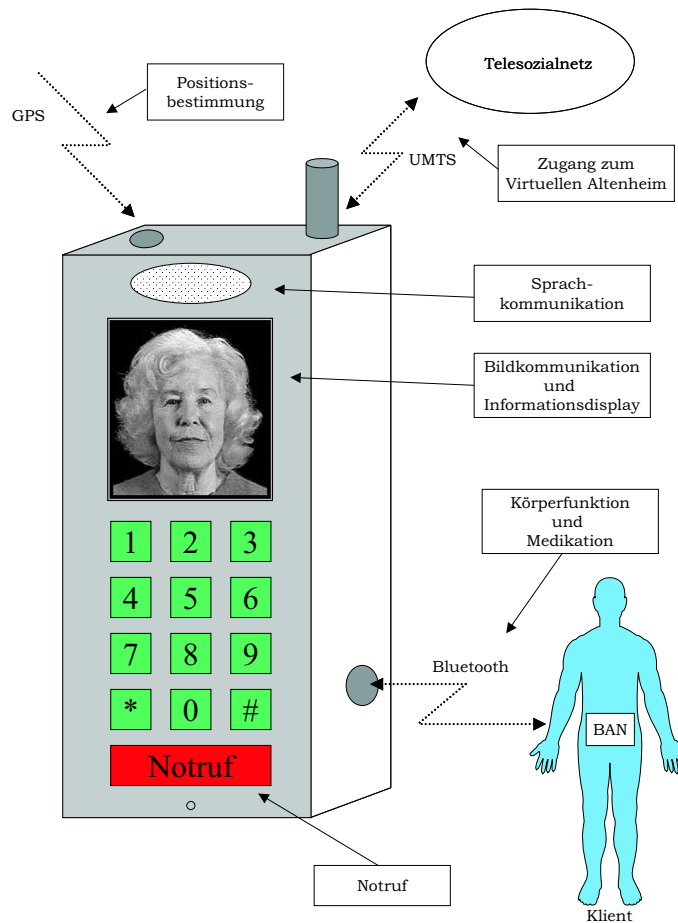 Telesozialnetz
Positions-
bestimmung
GPS
UMTS
Zugang zum
Virtuellen Altenheim
Sprach-
kommunikation
Bildkommunikation
und
Informationsdisplay
Körperfunktion
und
Medikation
1 2 3
4 5 6
7 8 9
* 0 #
Bluetooth
BAN
Notruf
Notruf
Klient